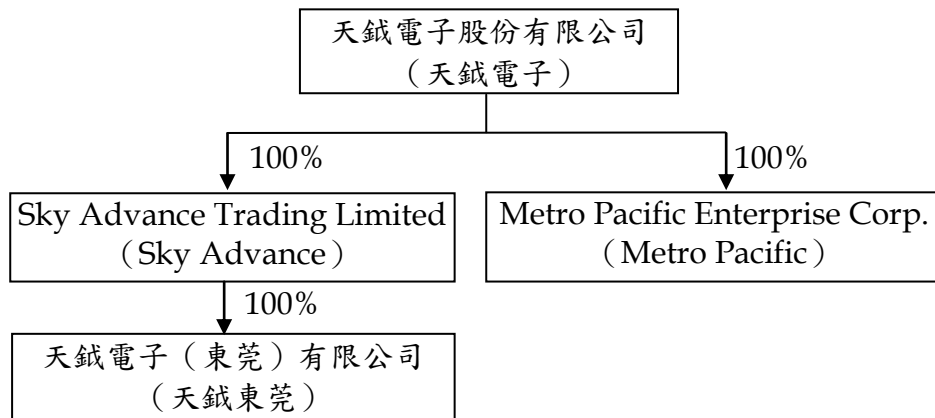 天鉞電子股份有限公司
（天鉞電子）
100%
100%
Sky Advance Trading Limited
（Sky Advance）
Metro Pacific Enterprise Corp.
（Metro Pacific）
100%
天鉞電子（東莞）有限公司
（天鉞東莞）